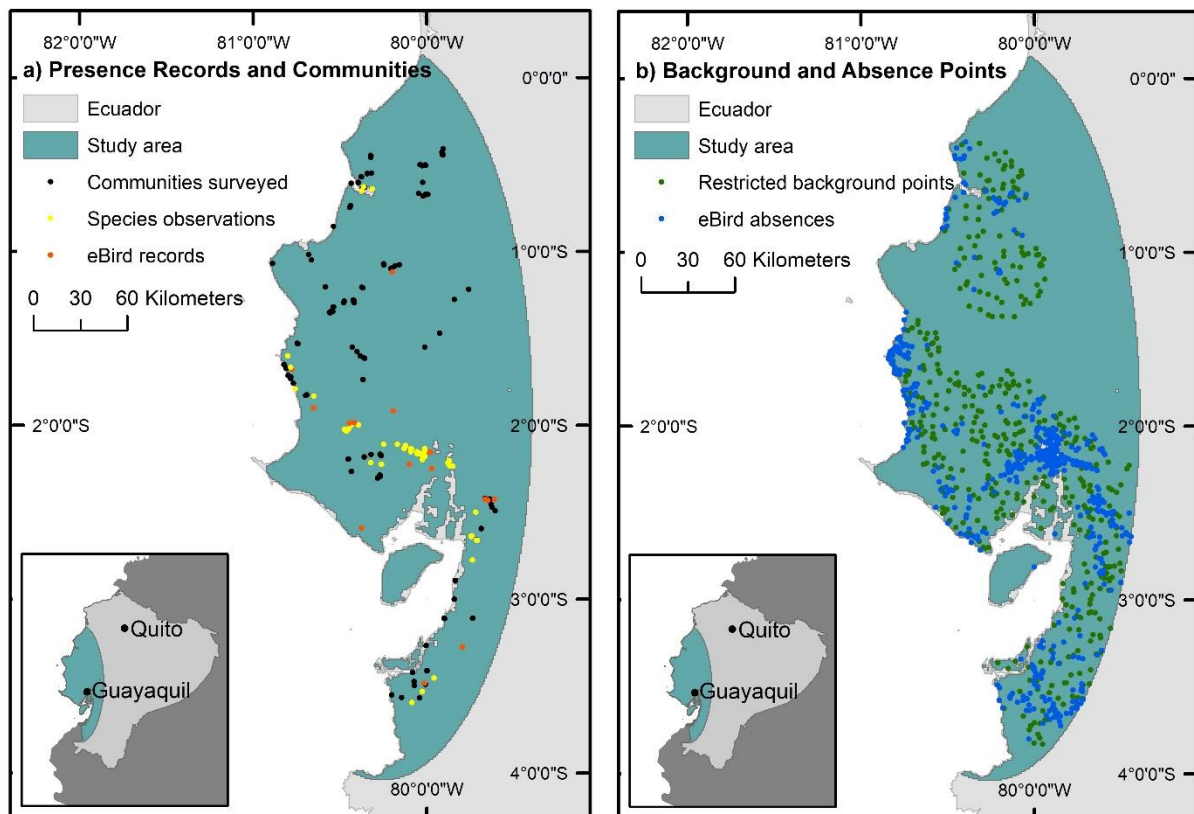 82°0'0"W
81°0'0"W
80°0'0"W
a) Presence Records and Communities
0°0'0"
Ecuador
Study area
Communities surveyed
Species observations
eBird records
1°0'0"S
0 30 60 Kilometers
2°0'0"S
2°0'0"S
3°0'0"S
Quito
Guayaquil
4°0'0"S
80°0'0"W
82°0'0"W
81°0'0"W
80°0'0"W
b) Background and Absence Points
0°0'0"
Ecuador
Study area
Restricted background points
eBird absences
1°0'0"S
0 30 60 Kilometers
2°0'0"S
2°0'0"S
3°0'0"S
Quito
Guayaquil
4°0'0"S
80°0'0"W